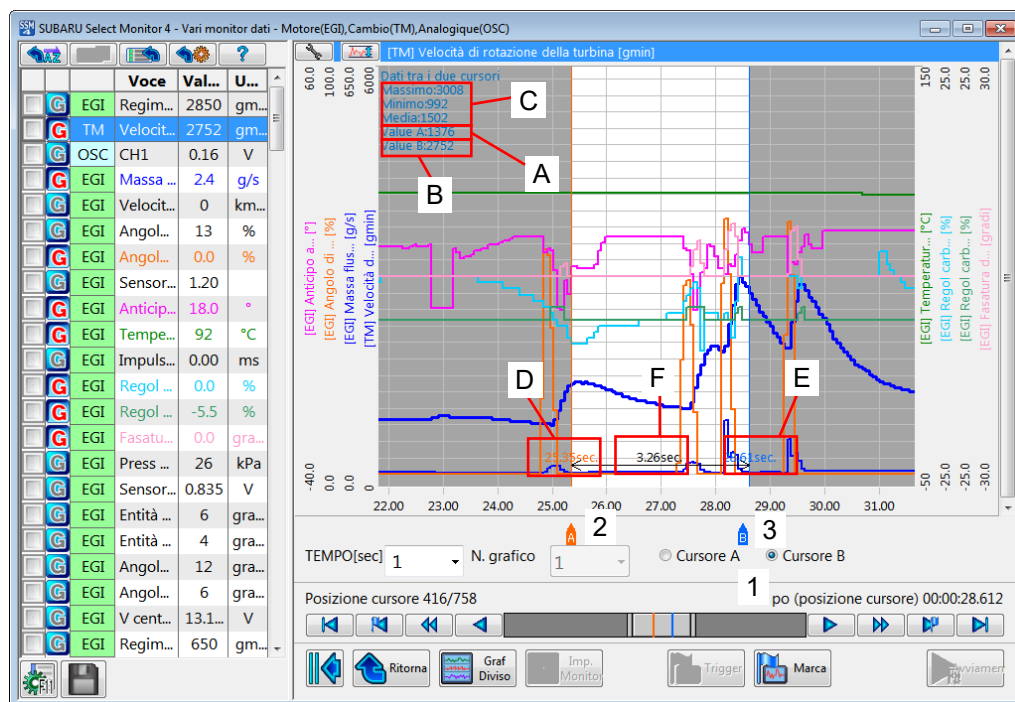 SUBARU Select Monitor 4 - Vari monitor dati - Motore(EGI),Cambio(TM),Analogique(OSC)
AZ
?
Voce Val... U...
G EGI Regim... 2850 gm...
G TM Velocit... 2752 gm...
G OSC CH1 0.16 V
G EGI Massa ... 2.4 g/s
G EGI Velocit... 0 km...
G EGI Angol... 13 %
G EGI Angol... 0.0 %
G EGI Sensor... 1.20
G EGI Anticip... 18.0 °
G EGI Tempe... 92 °C
G EGI Impuls... 0.00 ms
G EGI Regol ... 0.0 %
G EGI Regol ... -5.5 %
G EGI Fasatu... 0.0 gra...
G EGI Press ... 26 kPa
G EGI Sensor... 0.835 V
G EGI Entità ... 6 gra...
G EGI Entità ... 4 gra...
G EGI Angol... 12 gra...
G EGI Angol... 6 gra...
G EGI V cent... 13.1... V
G EGI Regim... 650 gm...
F11
[TM] Velocità di rotazione della turbina [gmin]
60.0 100.0 650.0 6000
Dati tra i due cursori
Massimo:3008
Minimo:992
Media:1502
Value A:1376
Value B:2752
C
A
B
150 25.0 25.0 30.0
[EGI] Anticipo a... [°]
[EGI] Angolo di ... [%]
[EGI] Massa flus... [g/s]
[TM] Velocità d... [gmin]
[EGI] Temperatur... [°C]
[EGI] Regol carb... [%]
[EGI] Regol carb... [%]
[EGI] Fasatura d... [gradi]
D F E
25.35sec. 3.26sec. 28.61sec.
-40.0 0.0 0.0 0
-50 -25.0 -25.0 -30.0
22.00 23.00 24.00 25.00 26.00 27.00 28.00 29.00 30.00 31.00
A 2 B 3
TEMPO[sec] 1 N. grafico 1 Cursore A Cursore B
1
Posizione cursore 416/758 po (posizione cursore) 00:00:28.612
Ritorna
Graf
Diviso
Imp.
Monitor
Trigger
Marca
vviamen